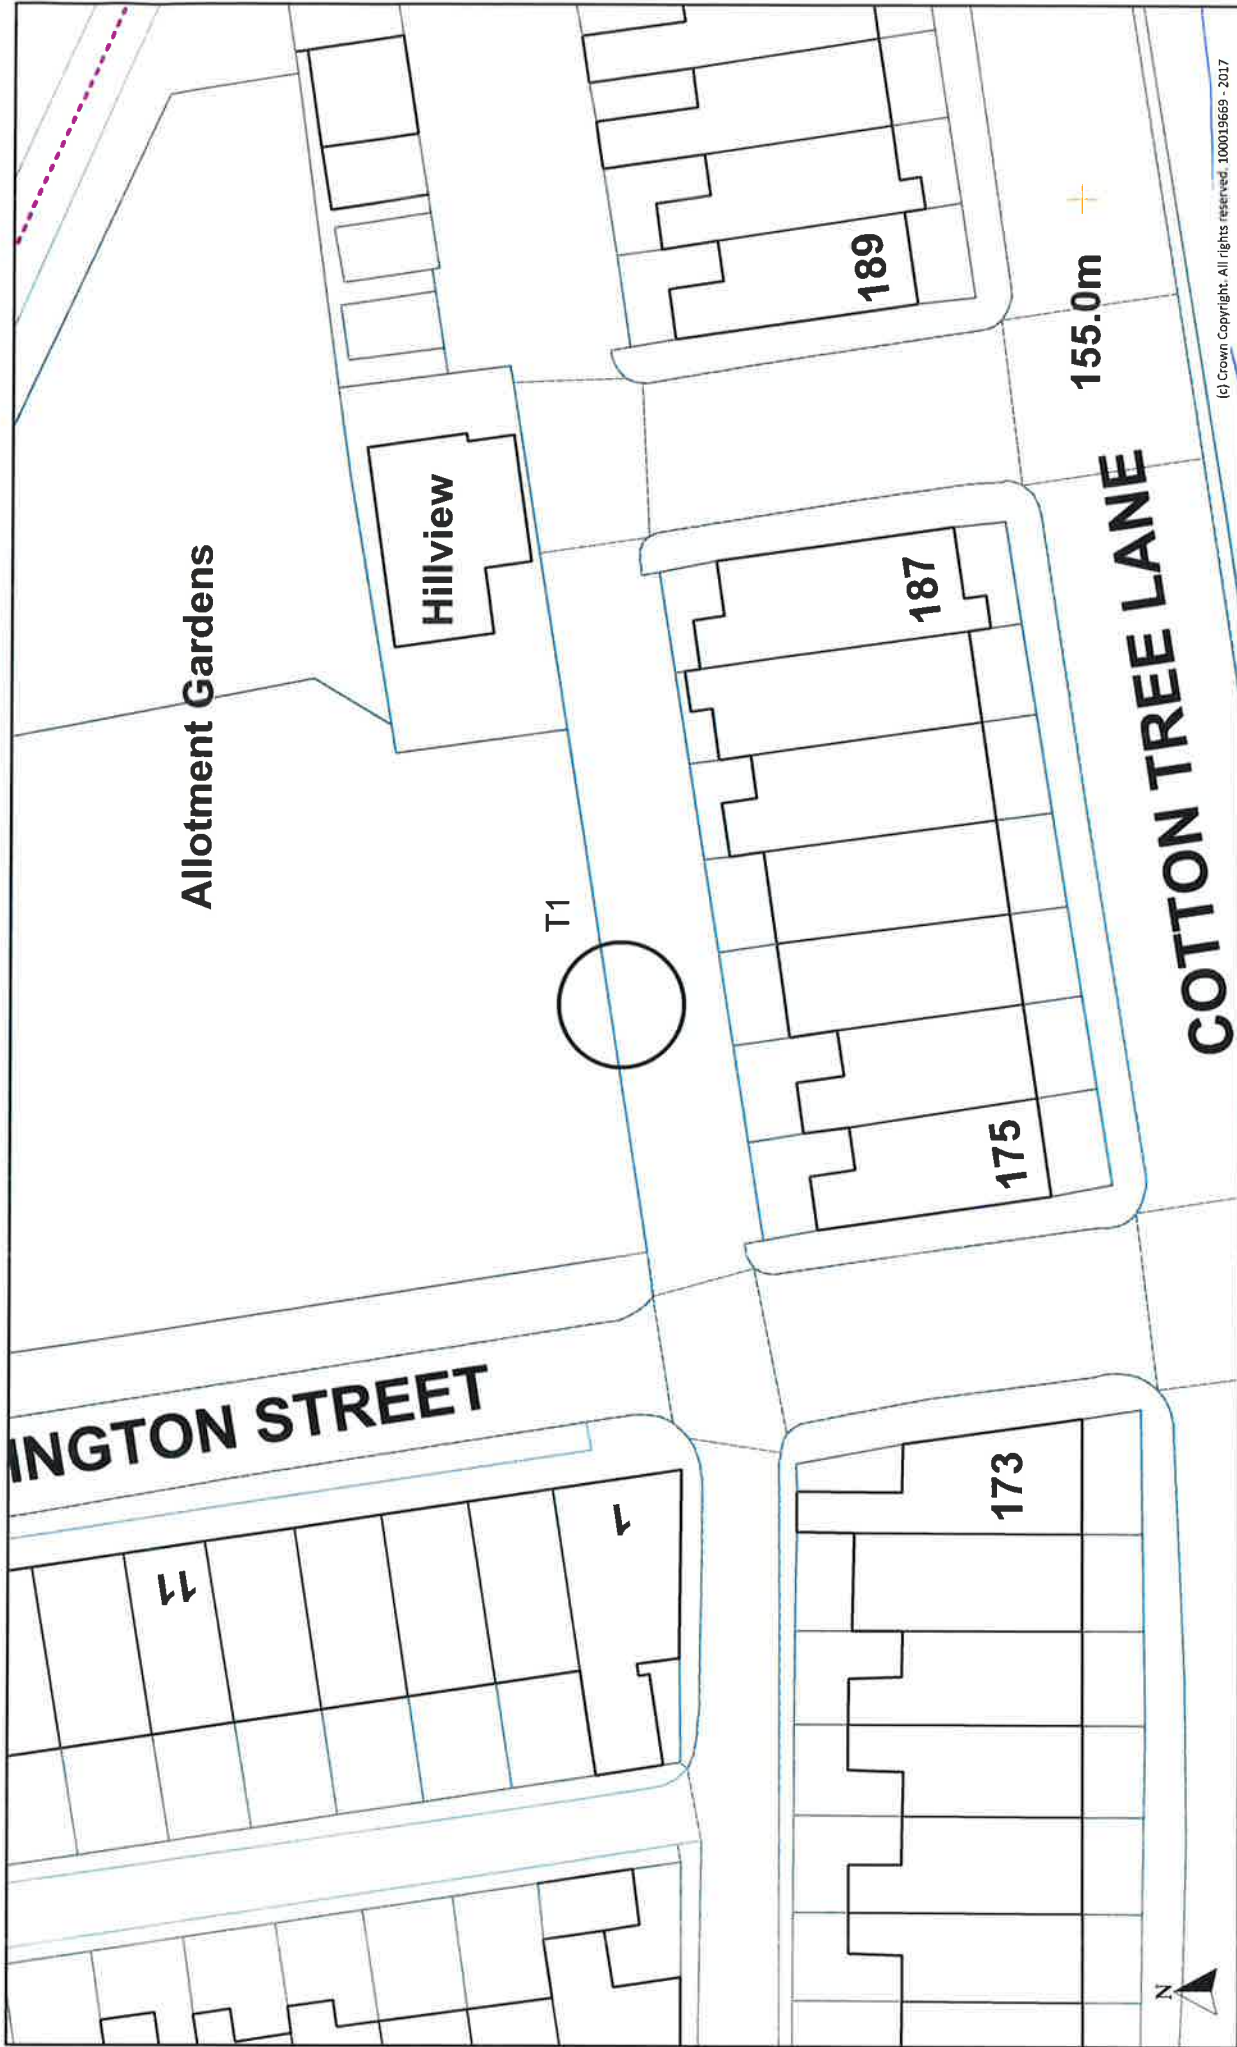 Allotment Gardens
Hillview
T1
INGTON STREET
11
1
189
187
175
173
155.0m
COTTON TREE LANE
N
(c) Crown Copyright. All rights reserved. 100019669 - 2017